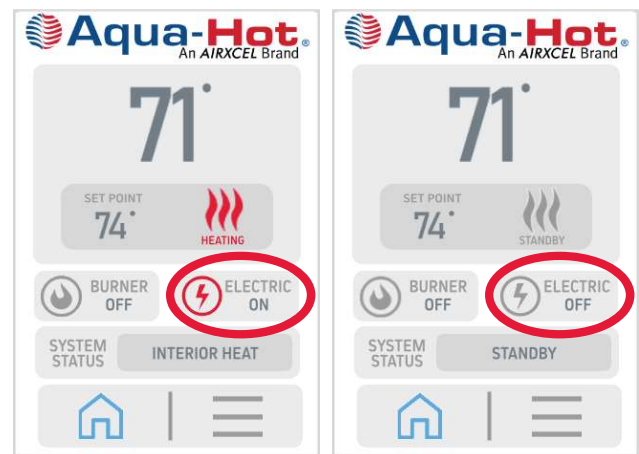 Aqua-Hot®
An AIRXCEL Brand
71°
SET POINT
74°
HEATING
BURNER
OFF
ELECTRIC
ON
SYSTEM
STATUS
INTERIOR HEAT
Aqua-Hot®
An AIRXCEL Brand
71°
SET POINT
74°
STANDBY
BURNER
OFF
ELECTRIC
OFF
SYSTEM
STATUS
STANDBY